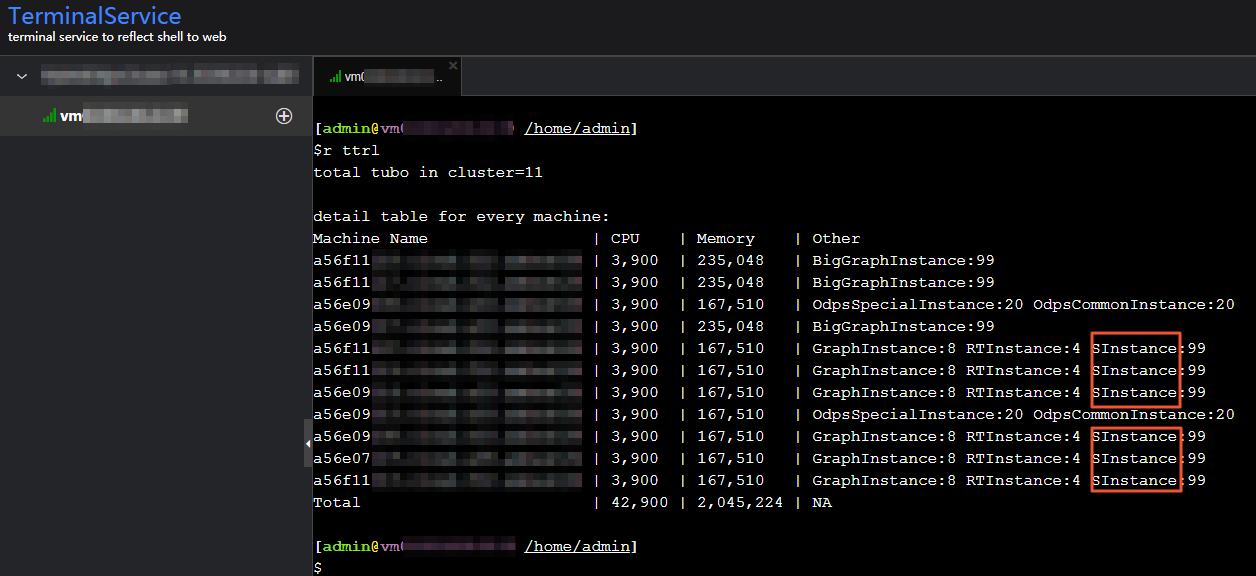 TerminalService
terminal service to reflect shell to web
vm
vm ..
[admin@vm /home/admin]
$r ttrl
total tubo in cluster=11
detail table for every machine:
Machine Name | CPU | Memory | Other
a56f11 | 3,900 | 235,048 | BigGraphInstance:99
a56f11 | 3,900 | 235,048 | BigGraphInstance:99
a56e09 | 3,900 | 167,510 | OdpsSpecialInstance:20 OdpsCommonInstance:20
a56e09 | 3,900 | 235,048 | BigGraphInstance:99
a56f11 | 3,900 | 167,510 | GraphInstance:8 RTInstance:4 SInstance:99
a56f11 | 3,900 | 167,510 | GraphInstance:8 RTInstance:4 SInstance:99
a56e09 | 3,900 | 167,510 | GraphInstance:8 RTInstance:4 SInstance:99
a56e09 | 3,900 | 167,510 | OdpsSpecialInstance:20 OdpsCommonInstance:20
a56e09 | 3,900 | 167,510 | GraphInstance:8 RTInstance:4 SInstance:99
a56e07 | 3,900 | 167,510 | GraphInstance:8 RTInstance:4 SInstance:99
a56f11 | 3,900 | 167,510 | GraphInstance:8 RTInstance:4 SInstance:99
Total | 42,900 | 2,045,224 | NA
[admin@vm /home/admin]
$